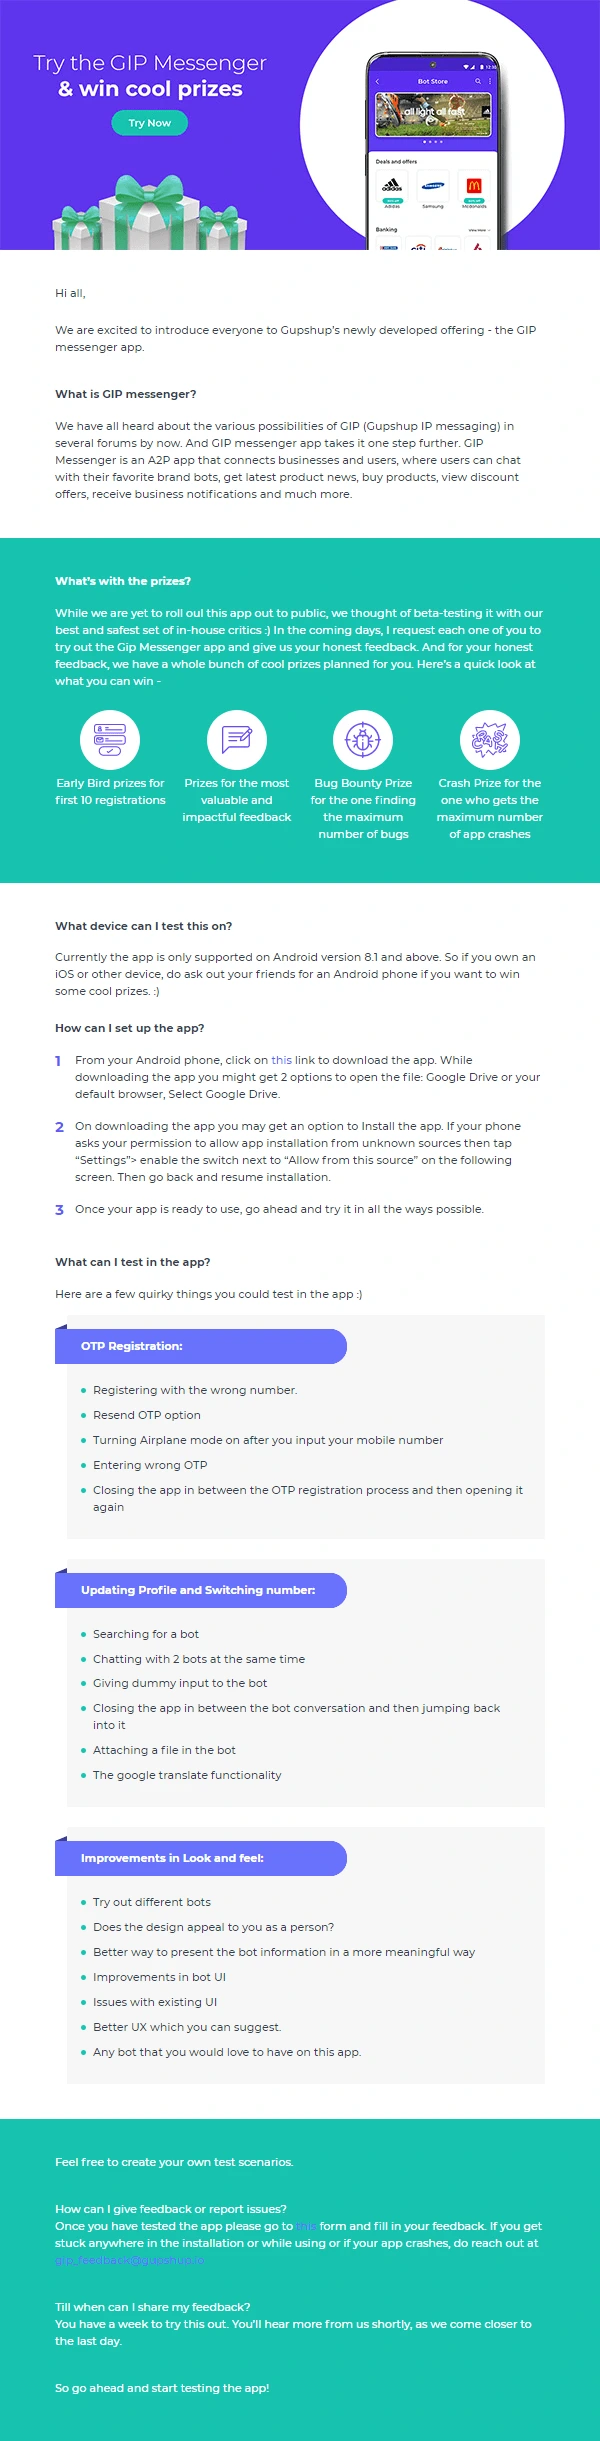 Try the GIP Messenger
& win cool prizes
Try Now
12:30
Bot Store
all light all fast
Deals and offers
adidas
Adidas
SAMSUNG
Samsung
Mcdonalds
Banking
View More
citi
Hi all,
We are excited to introduce everyone to Gupshup's newly developed offering - the GIP
messenger app.
What is GIP messenger?
We have all heard about the various possibilities of GIP (Gupshup IP messaging) in
several forums by now. And GIP messenger app takes it one step further. GIP
Messenger is an A2P app that connects businesses and users, where users can chat
with their favorite brand bots, get latest product news, buy products, view discount
offers, receive business notifications and much more.
What's with the prizes?
While we are yet to roll oul this app out to public, we thought of beta-testing it with our
best and safest set of in-house critics :) In the coming days, I request each one of you to
try out the Gip Messenger app and give us your honest feedback. And for your honest
feedback, we have a whole bunch of cool prizes planned for you. Here's a quick look at
what you can win -
CRASH
Early Bird prizes for
first 10 registrations
Prizes for the most
valuable and
impactful feedback
Bug Bounty Prize
for the one finding
the maximum
number of bugs
Crash Prize for the
one who gets the
maximum number
of app crashes
What device can I test this on?
Currently the app is only supported on Android version 8.1 and above. So if you own an
iOS or other device, do ask out your friends for an Android phone if you want to win
some cool prizes. :)
How can I set up the app?
1 From your Android phone, click on this link to download the app. While
downloading the app you might get 2 options to open the file: Google Drive or your
default browser, Select Google Drive.
2 On downloading the app you may get an option to Install the app. If your phone
asks your permission to allow app installation from unknown sources then tap
“Settings”> enable the switch next to “Allow from this source” on the following
screen. Then go back and resume installation.
3 Once your app is ready to use, go ahead and try it in all the ways possible.
What can I test in the app?
Here are a few quirky things you could test in the app :)
OTP Registration:
• Registering with the wrong number.
• Resend OTP option
• Turning Airplane mode on after you input your mobile number
• Entering wrong OTP
• Closing the app in between the OTP registration process and then opening it
again
Updating Profile and Switching number:
• Searching for a bot
• Chatting with 2 bots at the same time
• Giving dummy input to the bot
• Closing the app in between the bot conversation and then jumping back
into it
• Attaching a file in the bot
• The google translate functionality
Improvements in Look and feel:
• Try out different bots
• Does the design appeal to you as a person?
• Better way to present the bot information in a more meaningful way
• Improvements in bot UI
• Issues with existing UI
• Better UX which you can suggest.
• Any bot that you would love to have on this app.
Feel free to create your own test scenarios.
How can I give feedback or report issues?
Once you have tested the app please go to this form and fill in your feedback. If you get
stuck anywhere in the installation or while using or if your app crashes, do reach out at
gip_feedback@gupshup.io
Till when can I share my feedback?
You have a week to try this out. You'll hear more from us shortly, as we come closer to
the last day.
So go ahead and start testing the app!